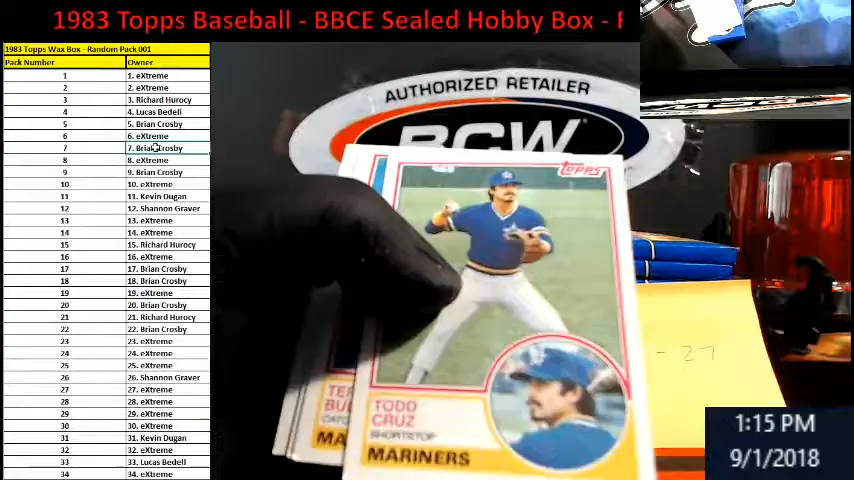 1983 Topps Baseball - BBCE Sealed Hobby Box - F
1983 Topps Wax Box - Random Pack 001
Pack Number Owner
1 1. eXtreme
2 2. eXtreme
3 3. Richard Hurocy
4 4. Lucas Bedell
5 5. Brian Crosby
6 6. eXtreme
7 7. Brian Crosby
8 8. eXtreme
9 9. Brian Crosby
10 10. eXtreme
11 11. Kevin Dugan
12 12. Shannon Graver
13 13. eXtreme
14 14. eXtreme
15 15. Richard Hurocy
16 16. eXtreme
17 17. Brian Crosby
18 18. Brian Crosby
19 19. eXtreme
20 20. Brian Crosby
21 21. Richard Hurocy
22 22. Brian Crosby
23 23. eXtreme
24 24. eXtreme
25 25. eXtreme
26 26. Shannon Graver
27 27. eXtreme
28 28. eXtreme
29 29. eXtreme
30 30. eXtreme
31 31. Kevin Dugan
32 32. eXtreme
33 33. Lucas Bedell
34 34. eXtreme
AUTHORIZED RETAILER
BCW
Topps
TODD
CRUZ
SHORTSTOP
MARINERS
TER
BU
CATC
MA
- 27
1:15 PM
9/1/2018